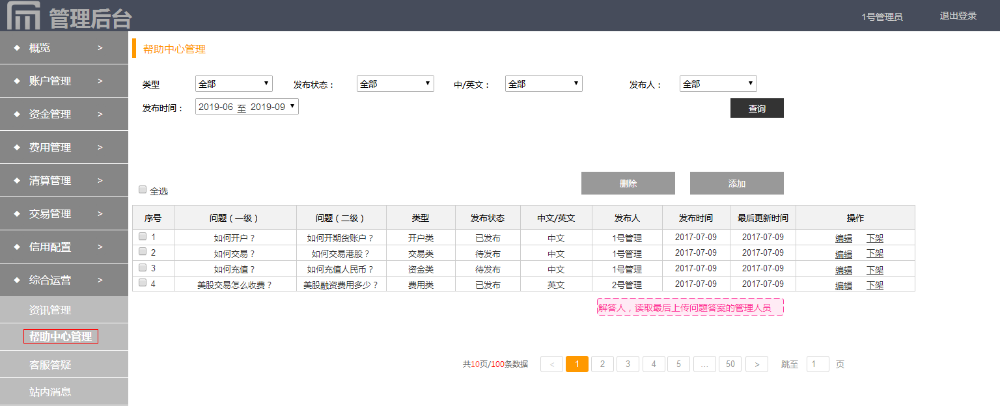 管理后台
1号管理员 退出登录
概览 >
账户管理 >
资金管理 >
费用管理 >
清算管理 >
交易管理 >
信用配置 >
综合运营 >
资讯管理
帮助中心管理
客服答疑
站内消息
帮助中心管理
类型 全部 发布状态： 全部 中/英文： 全部 发布人： 全部
发布时间： 2019-06 至 2019-09 查询
删除 添加
全选
序号 问题（一级） 问题（二级） 类型 发布状态 中文/英文 发布人 发布时间 最后更新时间 操作
1 如何开户？ 如何开期货账户？ 开户类 已发布 中文 1号管理 2017-07-09 2017-07-09 编辑 下架
2 如何交易？ 如何交易港股？ 交易类 待发布 中文 1号管理 2017-07-09 2017-07-09 编辑 下架
3 如何充值？ 如何充值人民币？ 资金类 待发布 中文 1号管理 2017-07-09 2017-07-09 编辑 下架
4 美股交易怎么收费？ 美股融资费用多少？ 费用类 已发布 英文 2号管理 2017-07-09 2017-07-09 编辑 下架
解答人，读取最后上传问题答案的管理人员
共10页/100条数据 < 1 2 3 4 5 ... 50 > 跳至 1 页